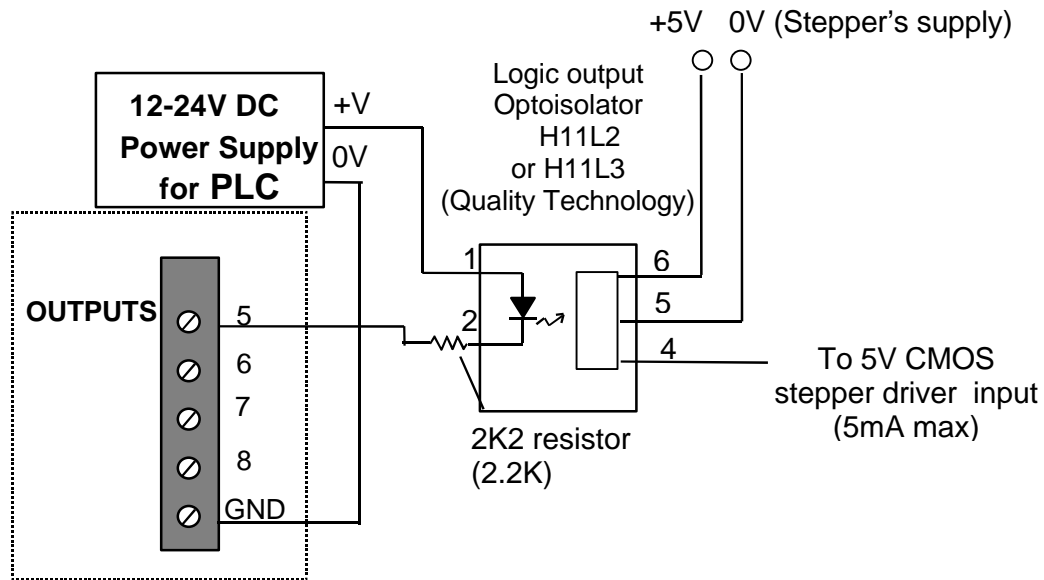 +5V 0V (Stepper's supply)
Logic output
Optoisolator
H11L2
or H11L3
(Quality Technology)
12-24V DC
Power Supply
for PLC
+V
0V
OUTPUTS
5
6
7
8
GND
1
2
6
5
4
2K2 resistor
(2.2K)
To 5V CMOS
stepper driver input
(5mA max)